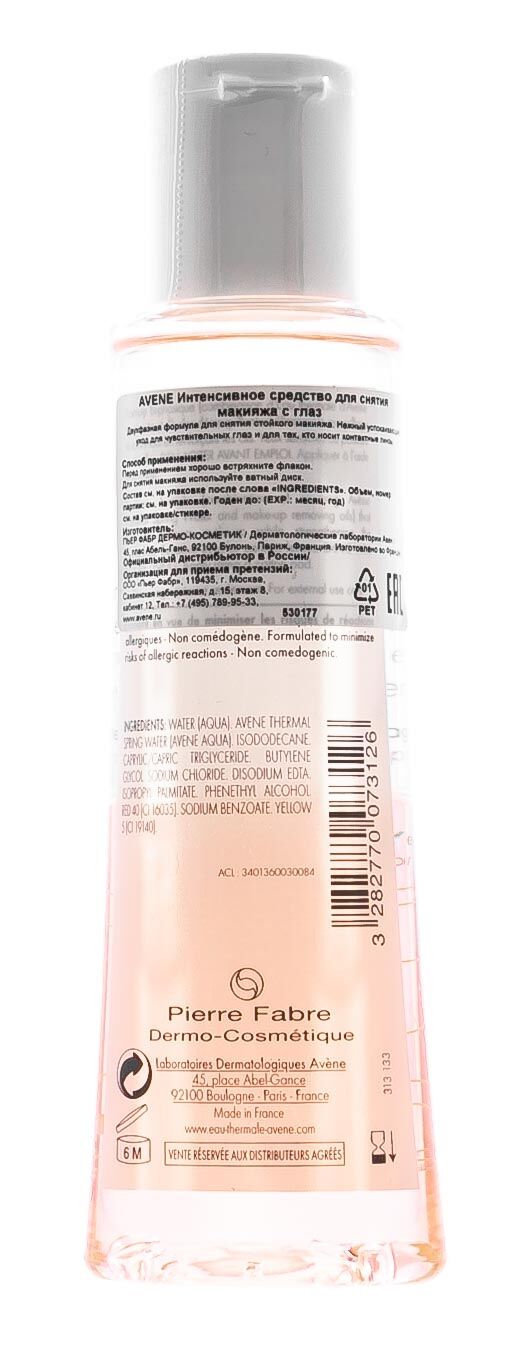 AVENE Интенсивное средство для снятия
макияжа с глаз
Двухфазная формула для снятия стойкого макияжа. Нежный успокаивающий
уход для чувствительных глаз и для тех, кто носит контактные линзы.
Способ применения:
Перед применением хорошо встряхните флакон.
Для снятия макияжа используйте ватный диск.
Состав см. на упаковке после слова «INGREDIENTS». Объем, номер
партии: см. на упаковке. Годен до: (EXP.: месяц, год)
см. на упаковке/стикере.
Изготовитель:
ПЬЕР ФАБР ДЕРМО-КОСМЕТИК / Дерматологические лаборатории Авен
45, плас Абель-Ганс, 92100 Булонь, Париж, Франция. Изготовлено во
Официальный дистрибьютор в России/
Организация для приема претензий:
ООО «Пьер Фабр», 119435, г. Москва,
Саввинская набережная, д. 15, этаж 8,
кабинет 12, Тел.: +7 (495) 789-95-33,
www.avene.ru
530177
01
PET
EAC
allergiques - Non comédogène. Formulated to minimize
risks of allergic reactions - Non comedogenic.
INGREDIENTS: WATER (AQUA). AVENE THERMAL
SPRING WATER (AVENE AQUA). ISODODECANE.
CAPRYLIC/CAPRIC TRIGLYCERIDE. BUTYLENE
GLYCOL. SODIUM CHLORIDE. DISODIUM EDTA.
ISOPROPYL PALMITATE. PHENETHYL ALCOHOL.
RED 40 (CI 16035). SODIUM BENZOATE. YELLOW
5 (CI 19140).
ACL : 3401360030084
3 282770 073126
Pierre Fabre
Dermo-Cosmétique
Laboratoires Dermatologiques Avène
45, place Abel-Gance
92100 Boulogne - Paris - France
Made in France
www.eau-thermale-avene.com
6 M
VENTE RÉSERVÉE AUX DISTRIBUTEURS AGRÉÉS
313 133